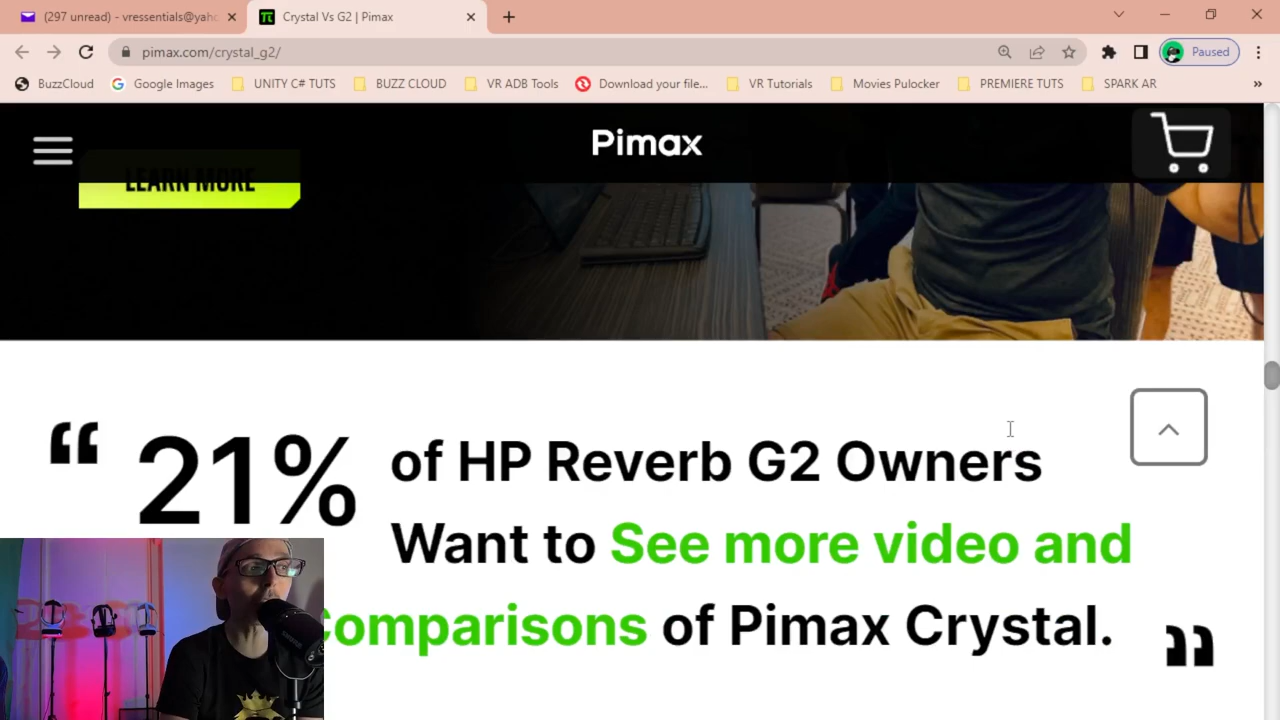 (297 unread) - vressentials@yaho
Crystal Vs G2 | Pimax
pimax.com/crystal_g2/
Paused
BuzzCloud
Google Images
UNITY C# TUTS
BUZZ CLOUD
VR ADB Tools
Download your file...
VR Tutorials
Movies Pulocker
PREMIERE TUTS
SPARK AR
»
Pimax
LEARN MORE
“ 21% of HP Reverb G2 Owners
Want to See more video and
Comparisons of Pimax Crystal. ”